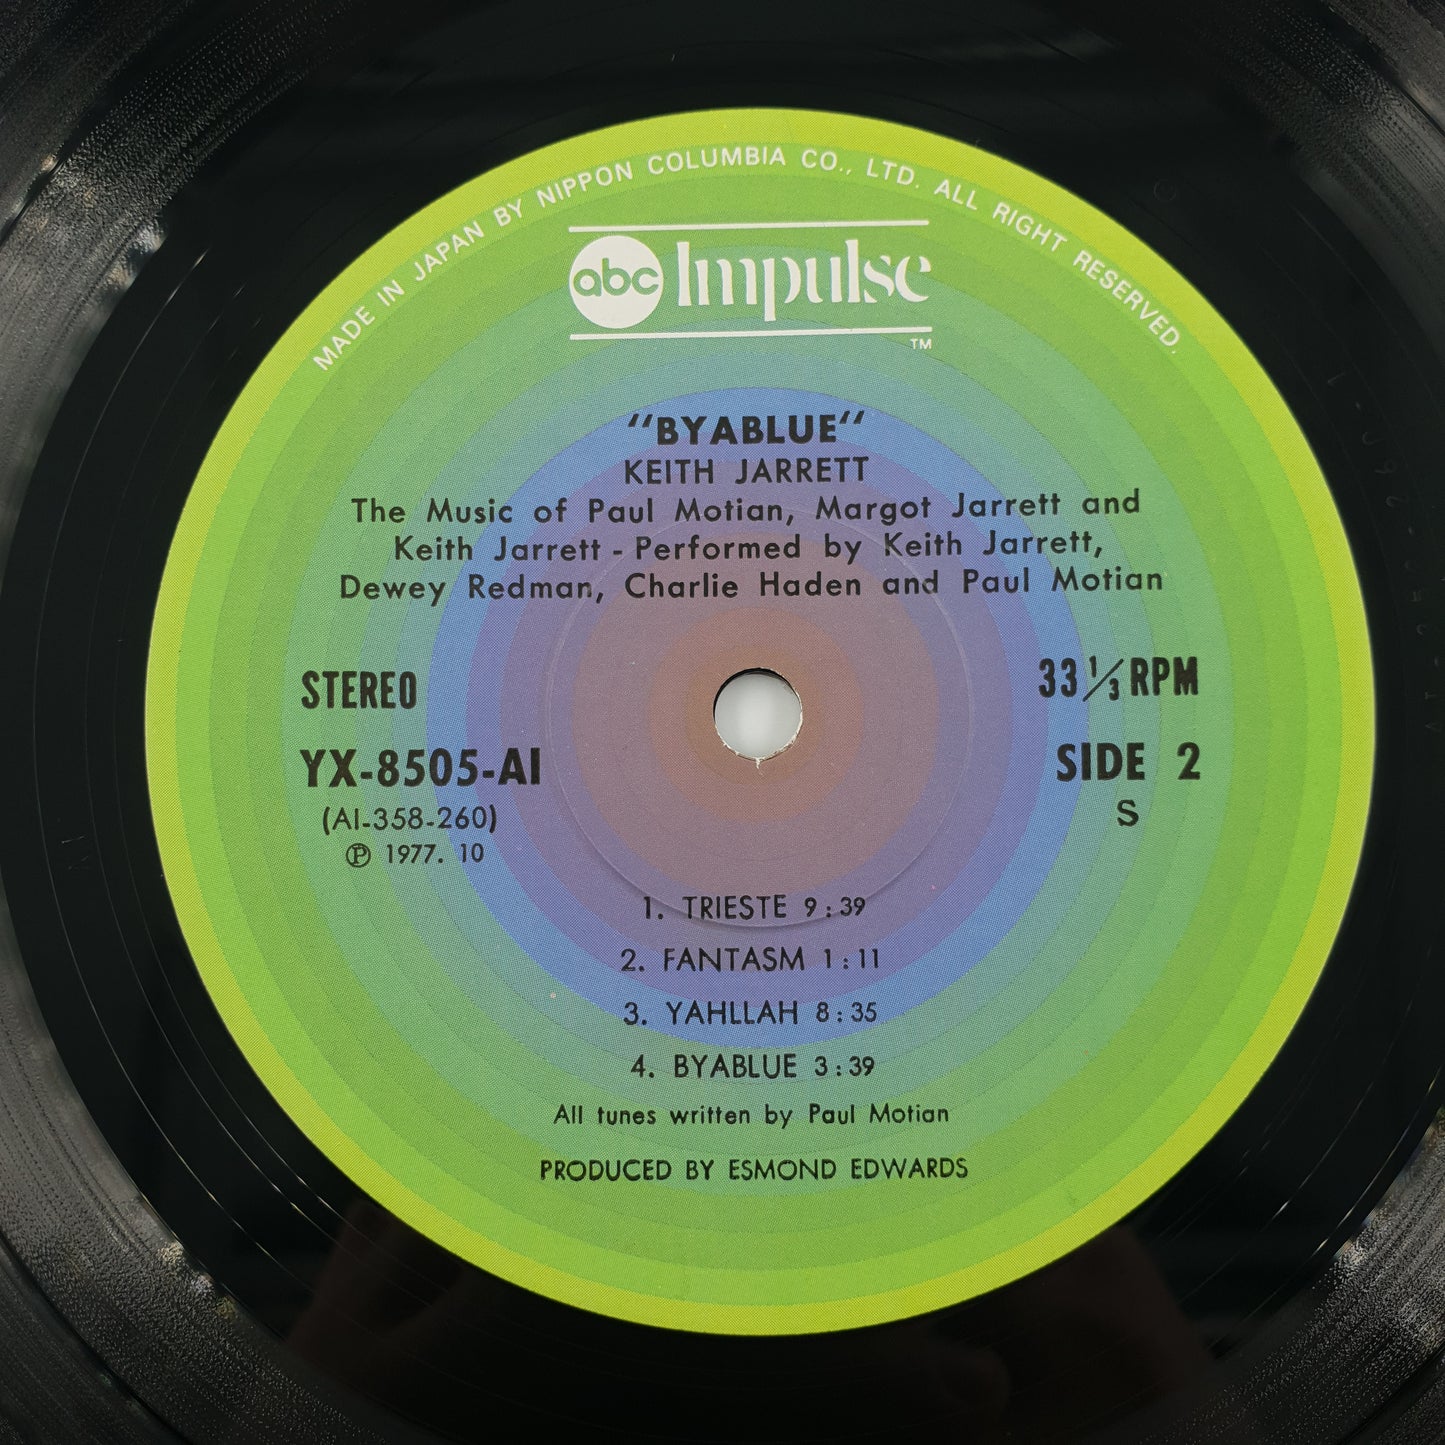 MADE IN JAPAN BY NIPPON COLUMBIA CO., LTD. ALL RIGHT RESERVED.
abc Impulse
TM
"BYABLUE"
KEITH JARRETT
The Music of Paul Motian, Margot Jarrett and
Keith Jarrett - Performed by Keith Jarrett,
Dewey Redman, Charlie Haden and Paul Motian
STEREO
33 1/3 RPM
YX-8505-AI
SIDE 2
(AI-358-260)
S
Ⓟ 1977. 10
1. TRIESTE 9:39
2. FANTASM 1:11
3. YAHLLAH 8:35
4. BYABLUE 3:39
All tunes written by Paul Motian
PRODUCED BY ESMOND EDWARDS